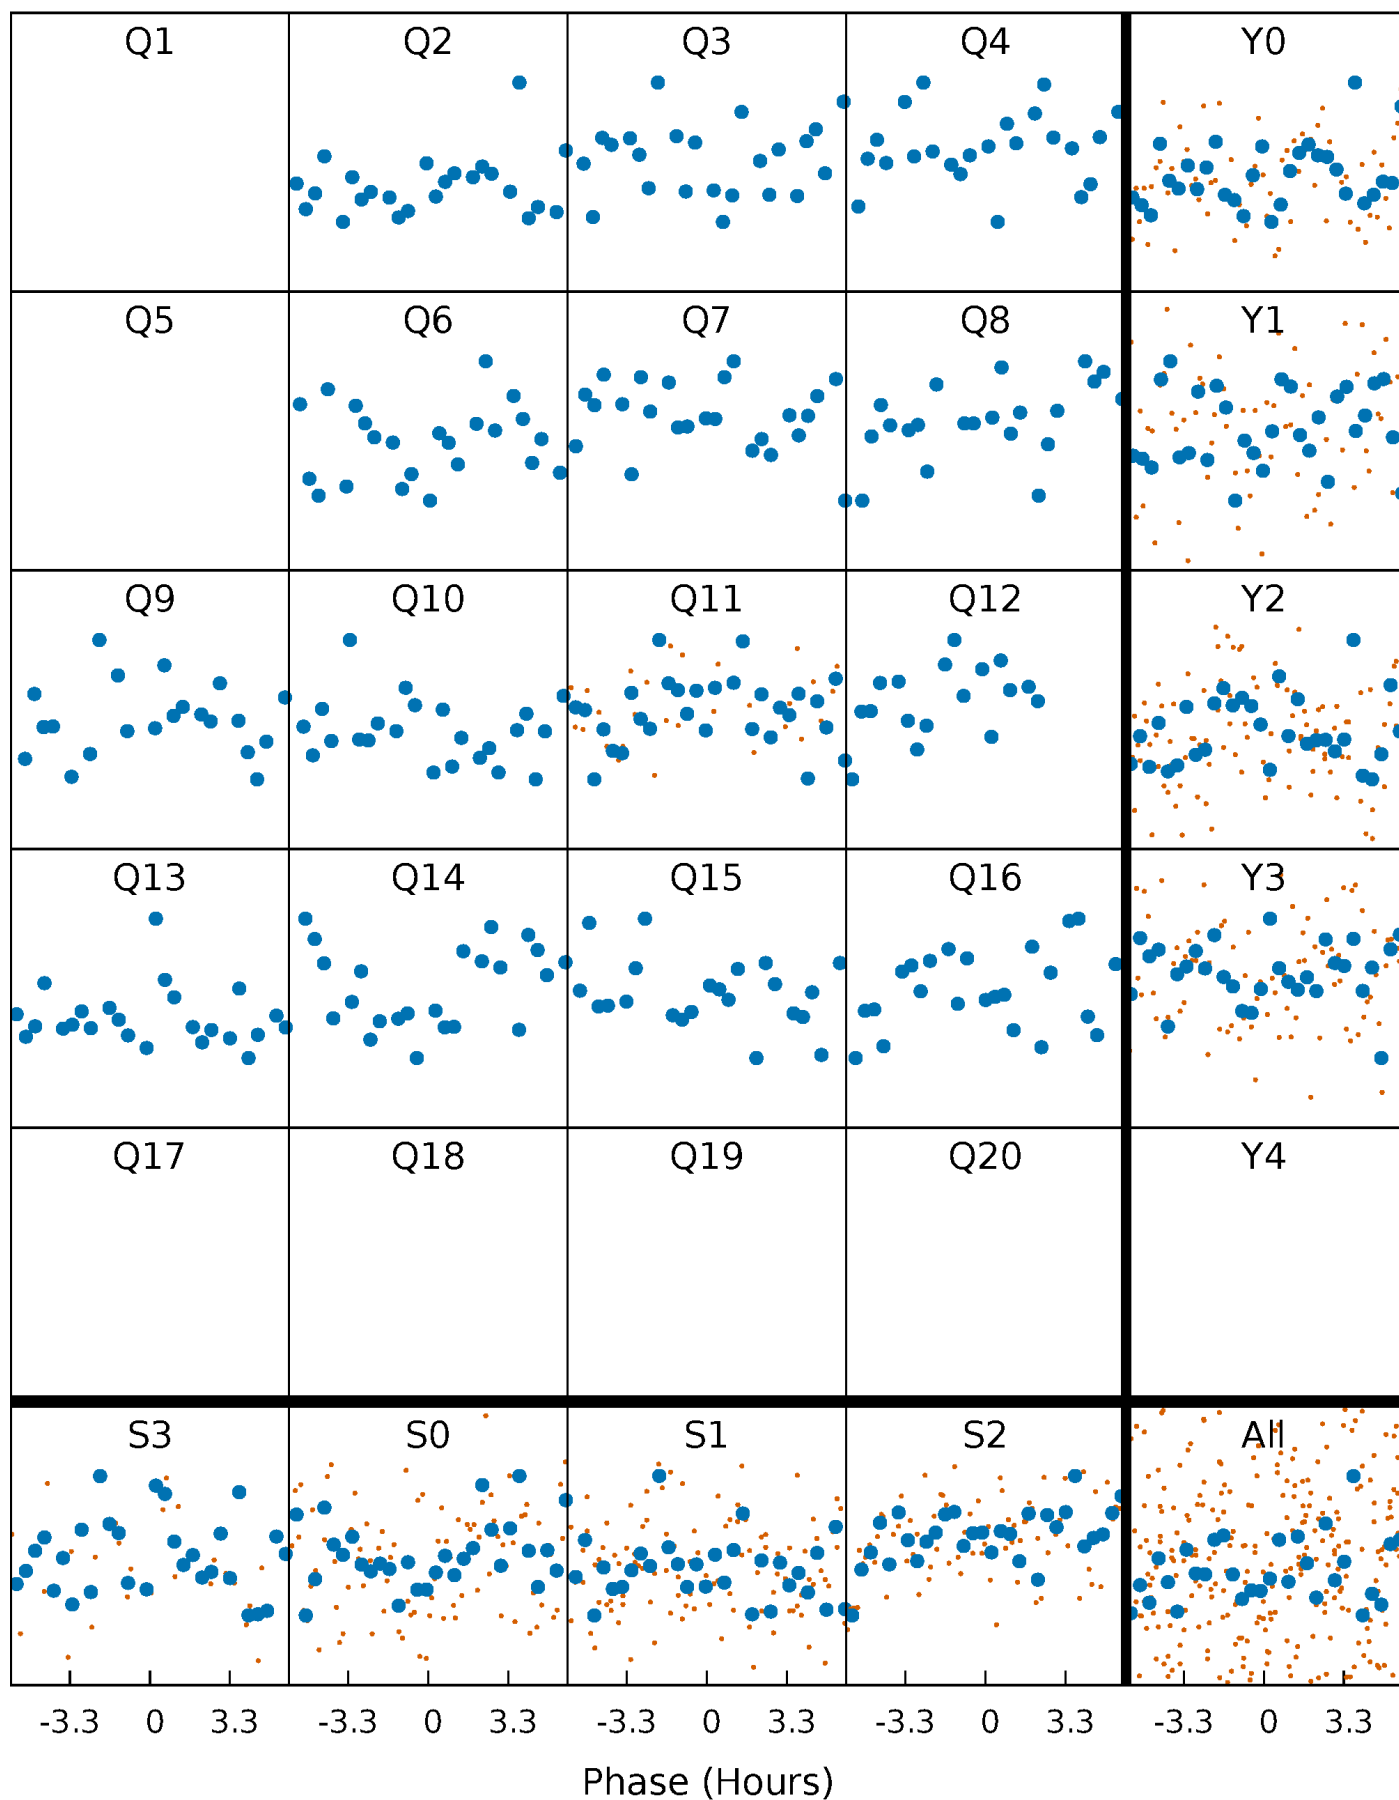 Q1 Q2 Q3 Q4 Y0
Q5 Q6 Q7 Q8 Y1
Q9 Q10 Q11 Q12 Y2
Q13 Q14 Q15 Q16 Y3
Q17 Q18 Q19 Q20 Y4
S3 S0 S1 S2 All
-3.3 0 3.3 -3.3 0 3.3 -3.3 0 3.3 -3.3 0 3.3 -3.3 0 3.3
Phase (Hours)